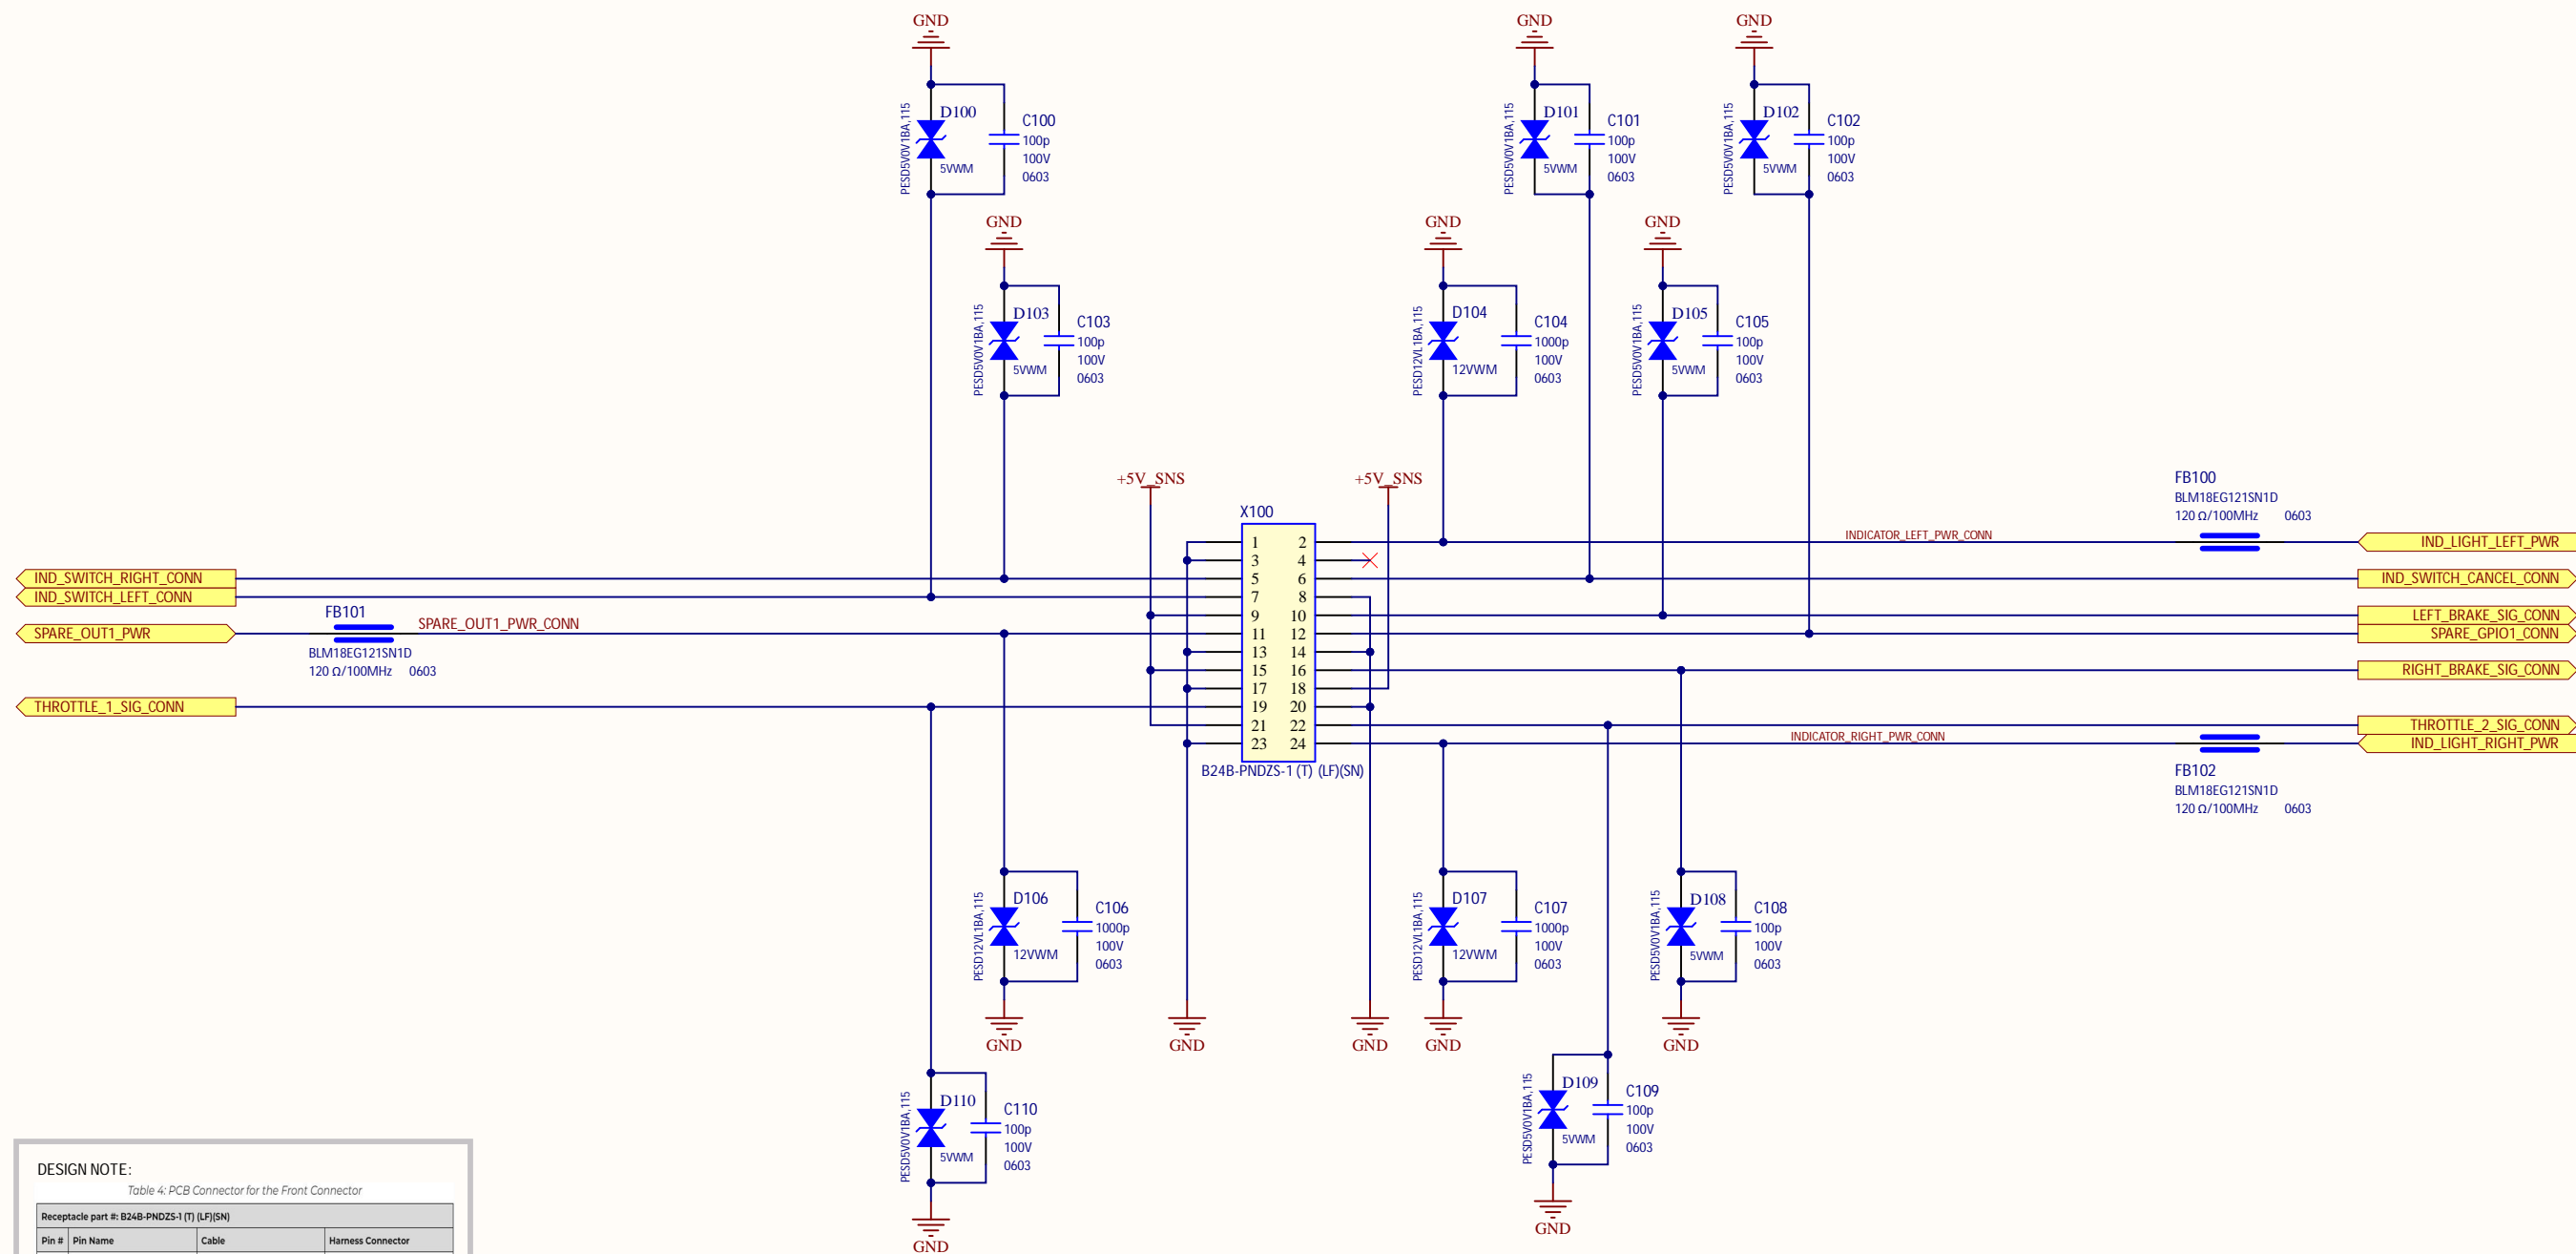 GND
GND
GND
PESD5V0V1BA,115
D100
5VWM
C100
100p
100V
0603
PESD5V0V1BA,115
D101
5VWM
C101
100p
100V
0603
PESD5V0V1BA,115
D102
5VWM
C102
100p
100V
0603
GND
GND
GND
PESD5V0V1BA,115
D103
5VWM
C103
100p
100V
0603
PESD12VL1BA,115
D104
12VWM
C104
1000p
100V
0603
PESD5V0V1BA,115
D105
5VWM
C105
100p
100V
0603
+5V_SNS
+5V_SNS
X100
1 2
3 4
5 6
7 8
9 10
11 12
13 14
15 16
17 18
19 20
21 22
23 24
B24B-PNDZS-1 (T) (LF)(SN)
IND_SWITCH_RIGHT_CONN
IND_SWITCH_LEFT_CONN
SPARE_OUT1_PWR
FB101
BLM18EG121SN1D
120 Ω/100MHz 0603
SPARE_OUT1_PWR_CONN
THROTTLE_1_SIG_CONN
INDICATOR_LEFT_PWR_CONN
FB100
BLM18EG121SN1D
120 Ω/100MHz 0603
IND_LIGHT_LEFT_PWR
IND_SWITCH_CANCEL_CONN
LEFT_BRAKE_SIG_CONN
SPARE_GPIO1_CONN
RIGHT_BRAKE_SIG_CONN
THROTTLE_2_SIG_CONN
INDICATOR_RIGHT_PWR_CONN
IND_LIGHT_RIGHT_PWR
FB102
BLM18EG121SN1D
120 Ω/100MHz 0603
PESD12VL1BA,115
D106
12VWM
C106
1000p
100V
0603
PESD12VL1BA,115
D107
12VWM
C107
1000p
100V
0603
PESD5V0V1BA,115
D108
5VWM
C108
100p
100V
0603
GND
GND
GND
GND
GND
PESD5V0V1BA,115
D110
5VWM
C110
100p
100V
0603
PESD5V0V1BA,115
D109
5VWM
C109
100p
100V
0603
GND
GND
DESIGN NOTE:
Table 4: PCB Connector for the Front Connector
Receptacle part #: B24B-PNDZS-1 (T) (LF)(SN)
Pin # Pin Name Cable Harness Connector